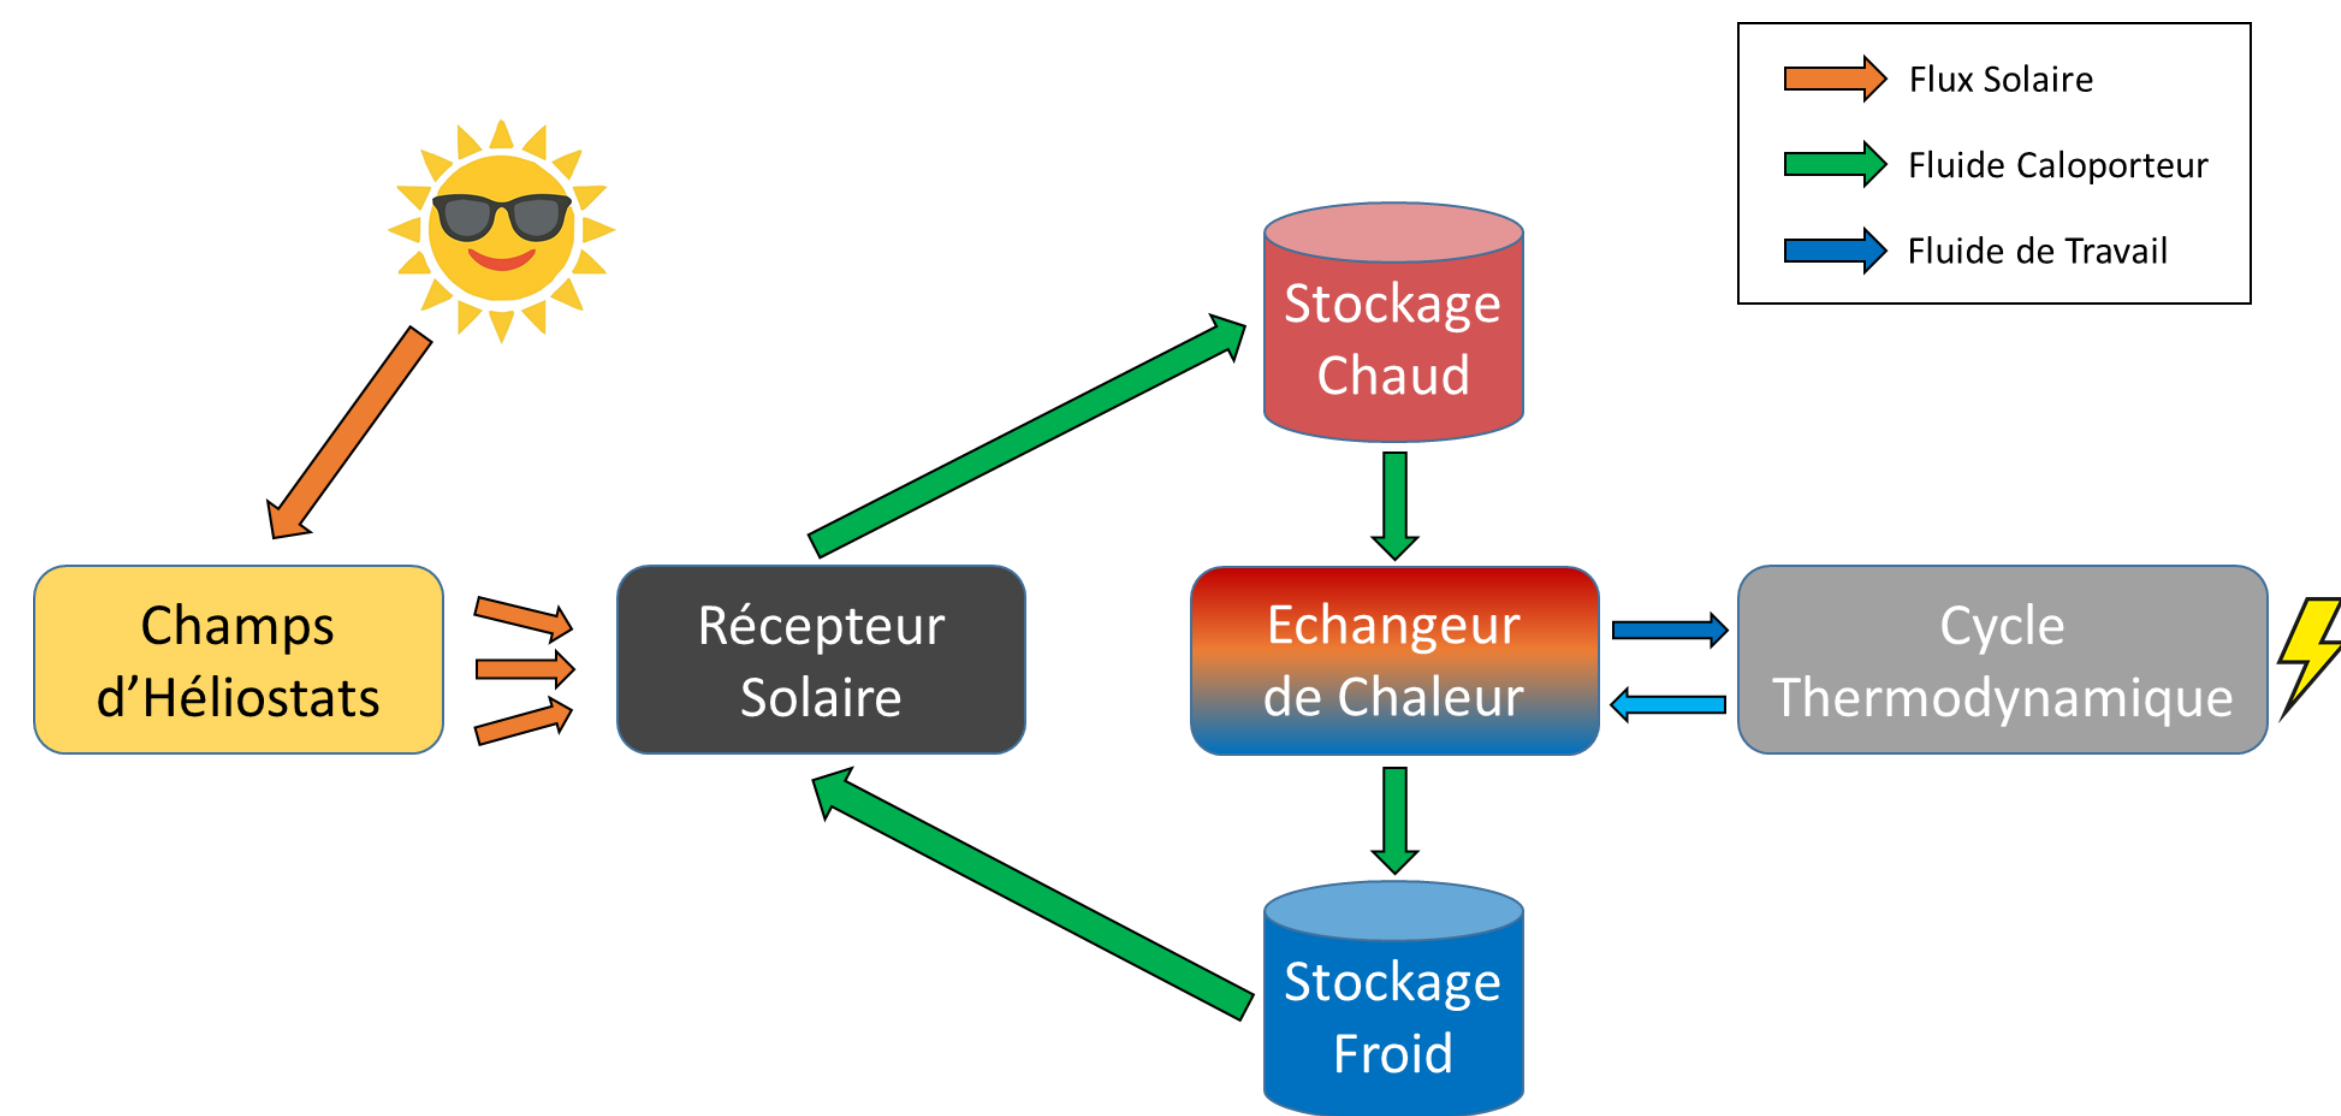 Flux Solaire
Fluide Caloporteur
Fluide de Travail
Stockage
Chaud
Champs
d’Héliostats
Récepteur
Solaire
Echangeur
de Chaleur
Cycle
Thermodynamique
Stockage
Froid